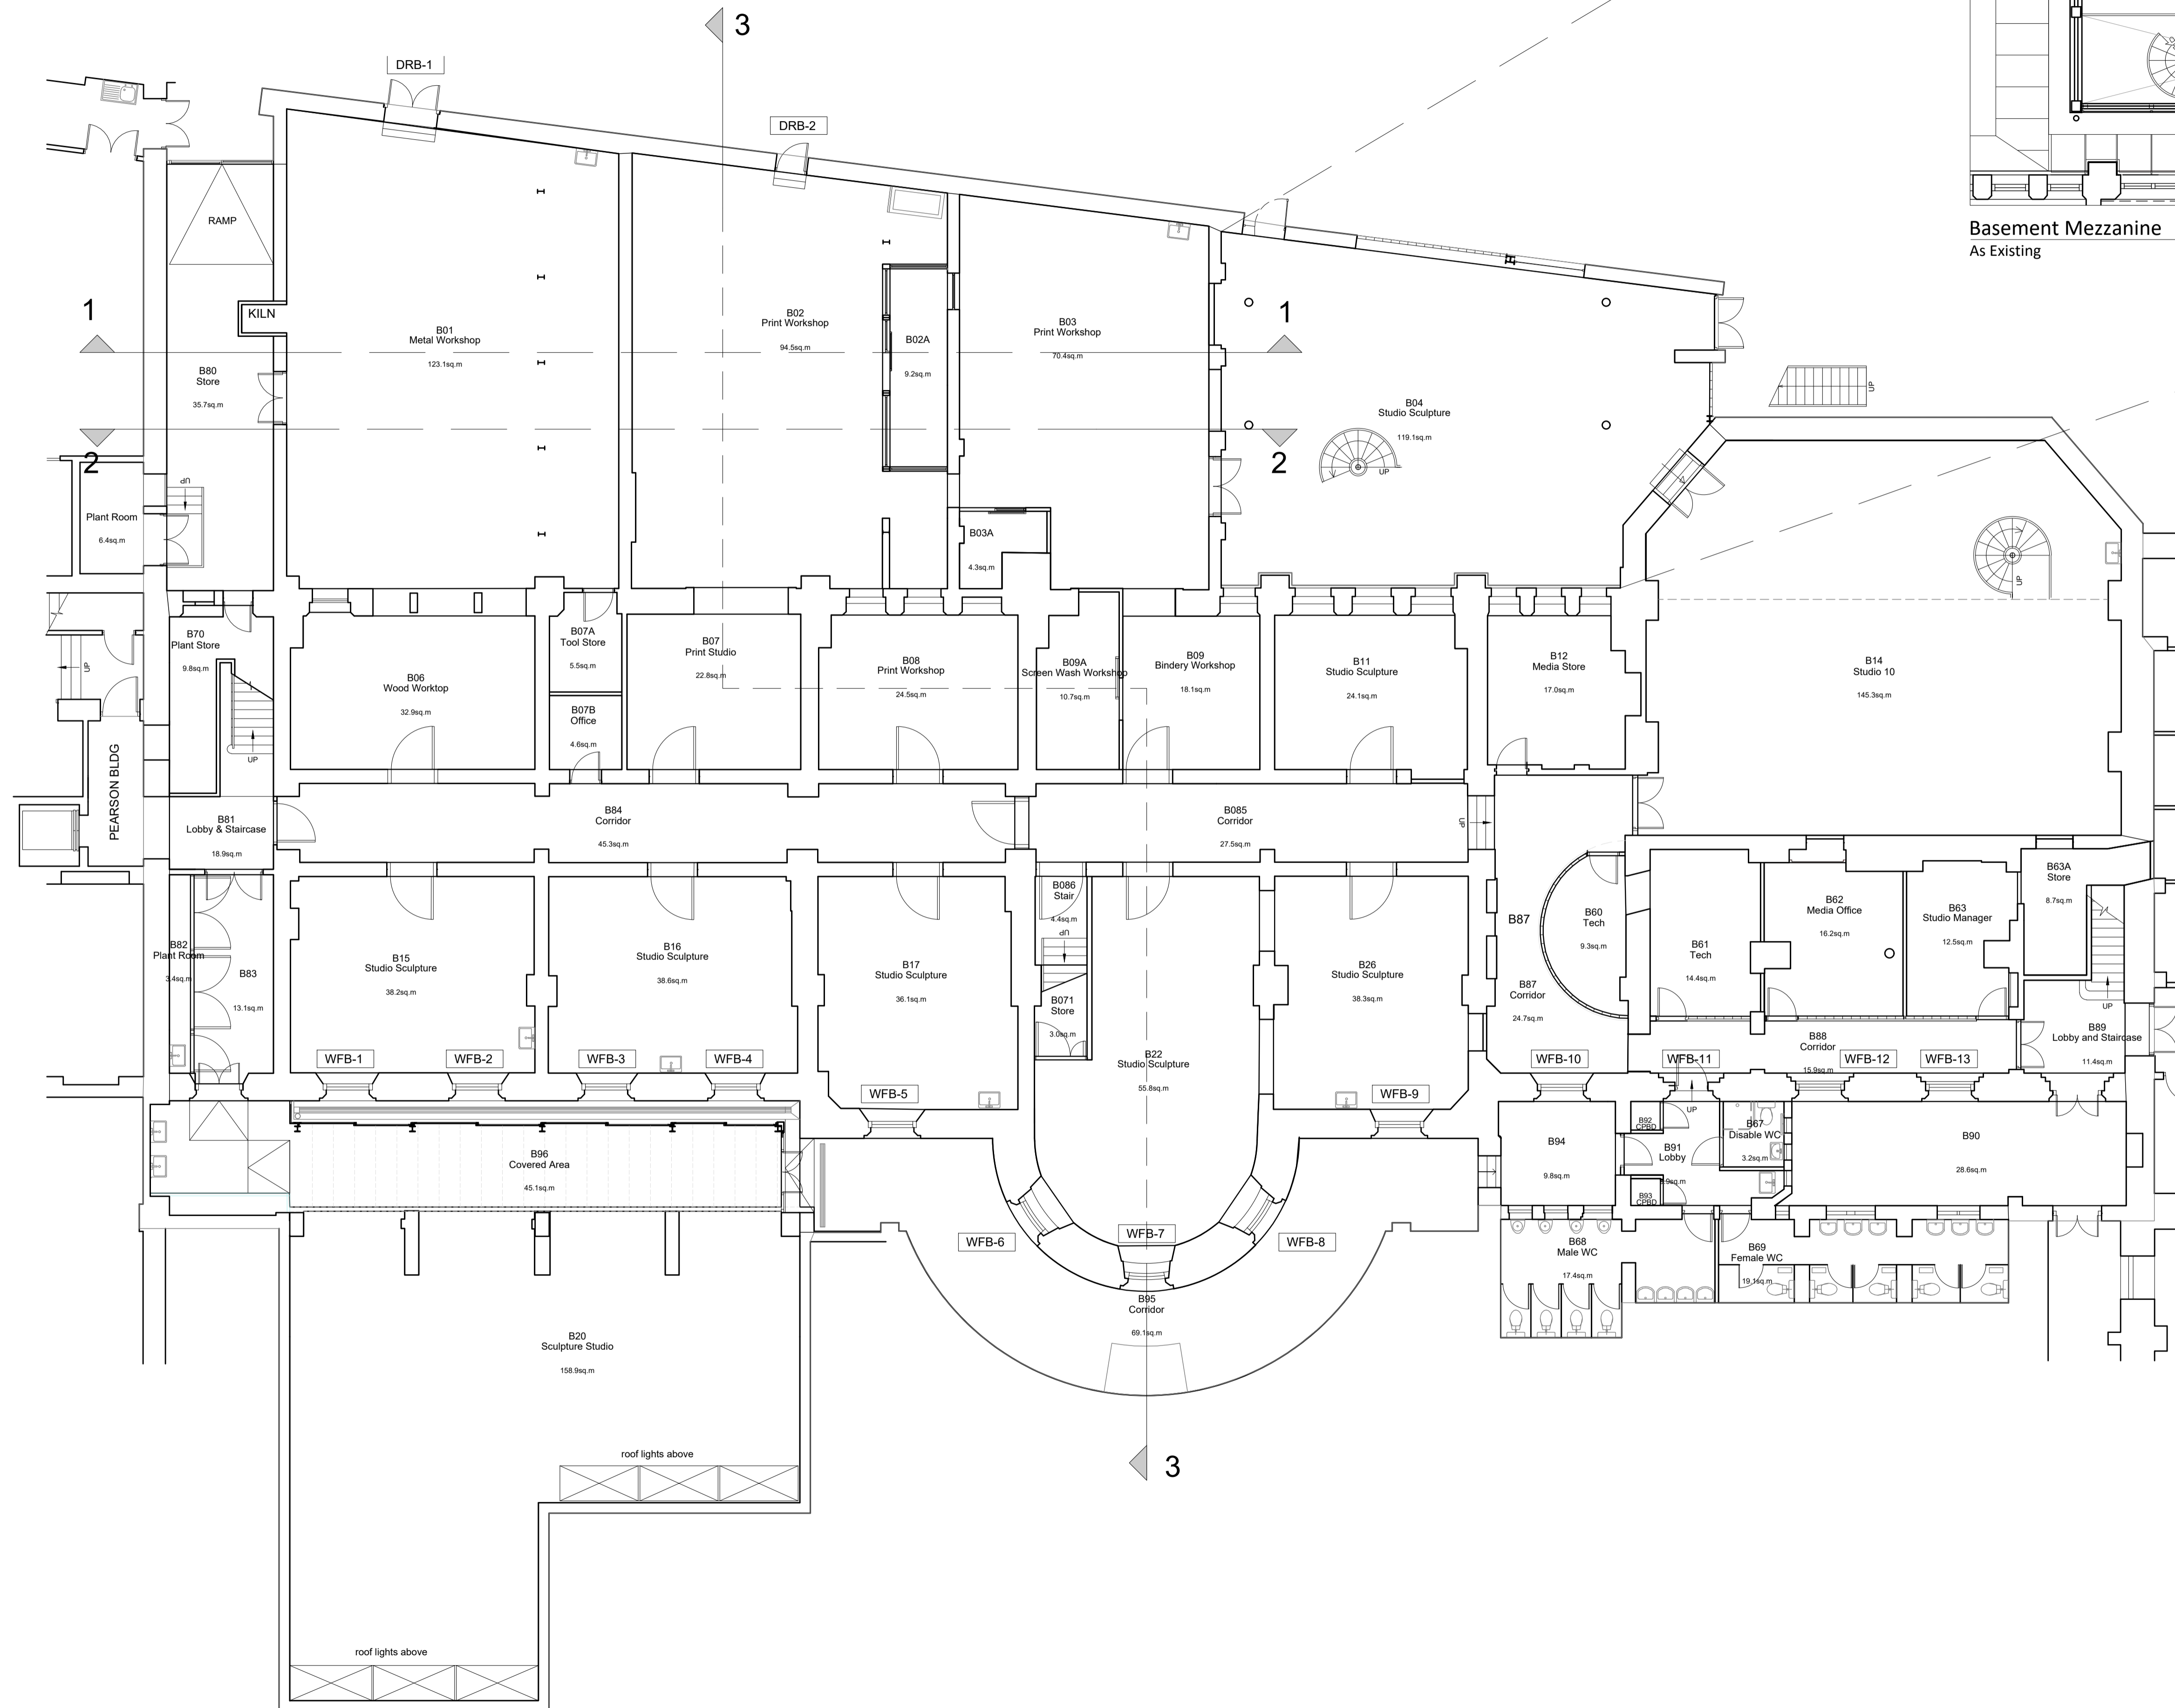 3
DRB-1
DRB-2
Basement Mezzanine
As Existing
RAMP
KILN
1
1
2
2
B01
Metal Workshop
123.1sq.m
B02
Print Workshop
94.5sq.m
B02A
9.2sq.m
B03
Print Workshop
70.4sq.m
B04
Studio Sculpture
119.1sq.m
UP
UP
B80
Store
35.7sq.m
UP
Plant Room
6.4sq.m
B03A
4.3sq.m
UP
B70
Plant Store
9.8sq.m
UP
UP
B06
Wood Worktop
32.9sq.m
B07A
Tool Store
5.5sq.m
B07B
Office
4.6sq.m
B07
Print Studio
22.8sq.m
B08
Print Workshop
24.5sq.m
B09A
Screen Wash Workshop
10.7sq.m
B09
Bindery Workshop
18.1sq.m
B11
Studio Sculpture
24.1sq.m
B12
Media Store
17.0sq.m
B14
Studio 10
145.3sq.m
PEARSON BLDG
B81
Lobby & Staircase
18.9sq.m
B84
Corridor
45.3sq.m
B085
Corridor
27.5sq.m
UP
B82
Plant Room
3.4sq.m
B83
13.1sq.m
B15
Studio Sculpture
38.2sq.m
B16
Studio Sculpture
38.6sq.m
B17
Studio Sculpture
36.1sq.m
B086
Stair
4.4sq.m
UP
B071
Store
3.0sq.m
B22
Studio Sculpture
55.8sq.m
B26
Studio Sculpture
38.3sq.m
B87
B87
Corridor
24.7sq.m
B60
Tech
9.3sq.m
B61
Tech
14.4sq.m
B62
Media Office
16.2sq.m
B63
Studio Manager
12.5sq.m
B63A
Store
8.7sq.m
UP
B89
Lobby and Staircase
11.4sq.m
B88
Corridor
15.9sq.m
WFB-1
WFB-2
WFB-3
WFB-4
WFB-5
WFB-9
WFB-10
WFB-11
WFB-12
WFB-13
UP
B96
Covered Area
45.1sq.m
B94
9.8sq.m
B92
CPBD
B91
Lobby
B93
CPBD
B67
Disable WC
3.2sq.m
B90
28.6sq.m
WFB-6
WFB-7
WFB-8
B68
Male WC
17.4sq.m
B69
Female WC
19.1sq.m
B95
Corridor
69.1sq.m
B20
Sculpture Studio
158.9sq.m
roof lights above
3
roof lights above